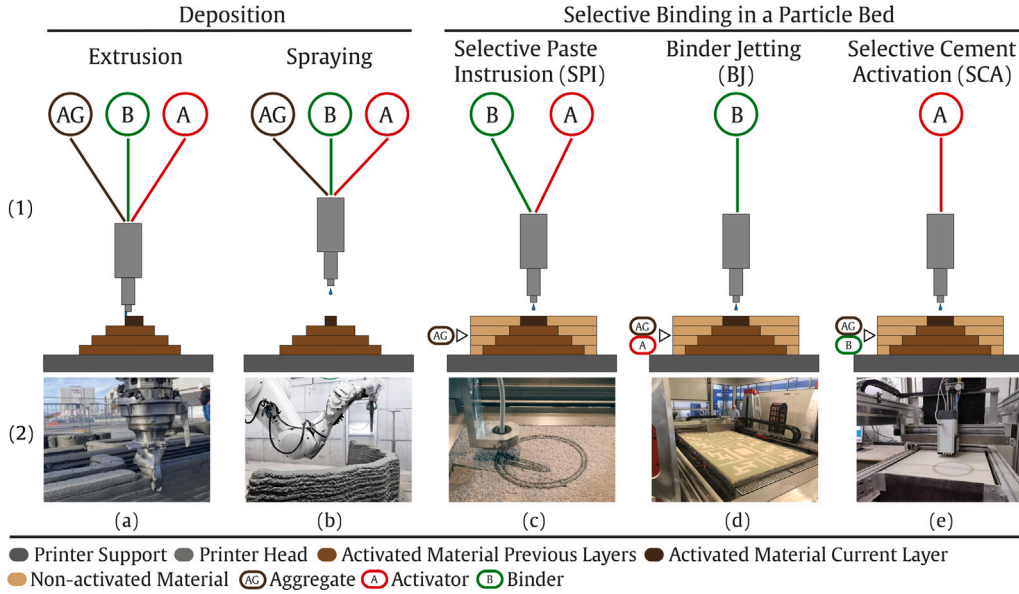 Deposition
Selective Binding in a Particle Bed
Extrusion
Spraying
Selective Paste
Instrusion (SPI)
Binder Jetting
(BJ)
Selective Cement
Activation (SCA)
AG B A
AG B A
B A
B
A
(1)
AG
AG
A
AG
B
(2)
(a)
(b)
(c)
(d)
(e)
Printer Support Printer Head Activated Material Previous Layers Activated Material Current Layer
Non-activated Material AG Aggregate A Activator B Binder